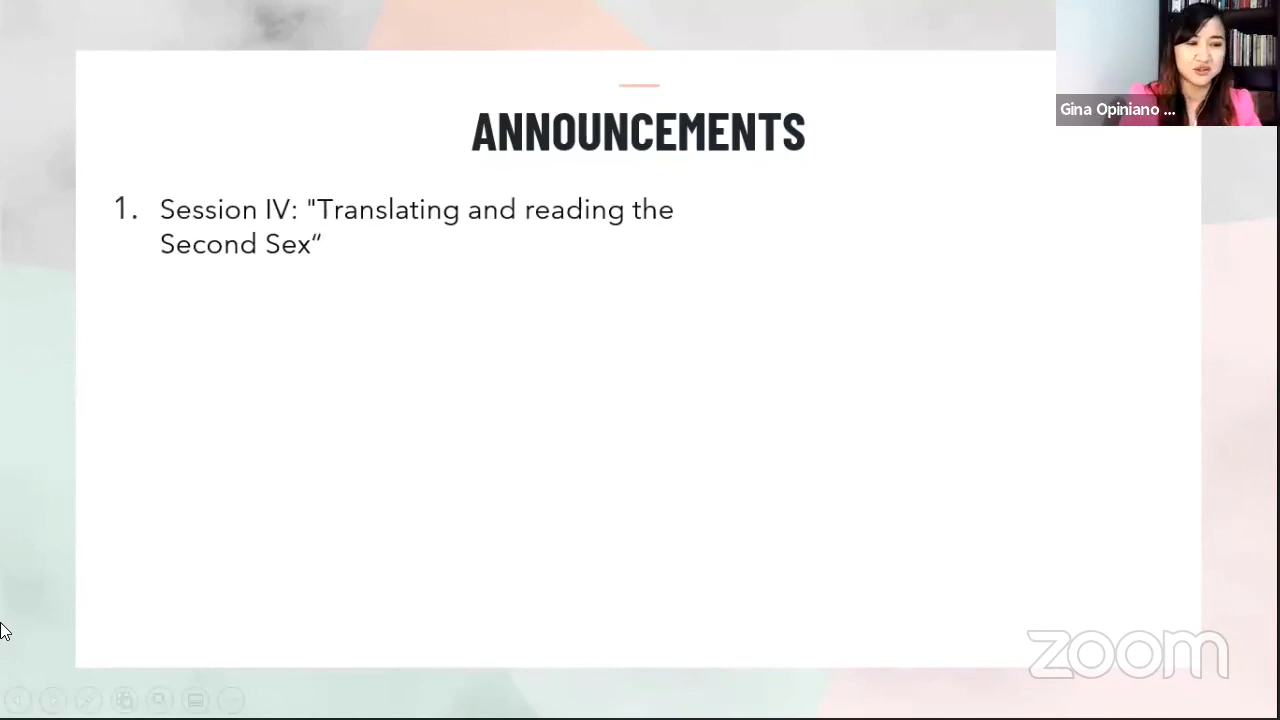 Gina Opiniano ...
ANNOUNCEMENTS
1. Session IV: "Translating and reading the
Second Sex“
zoom